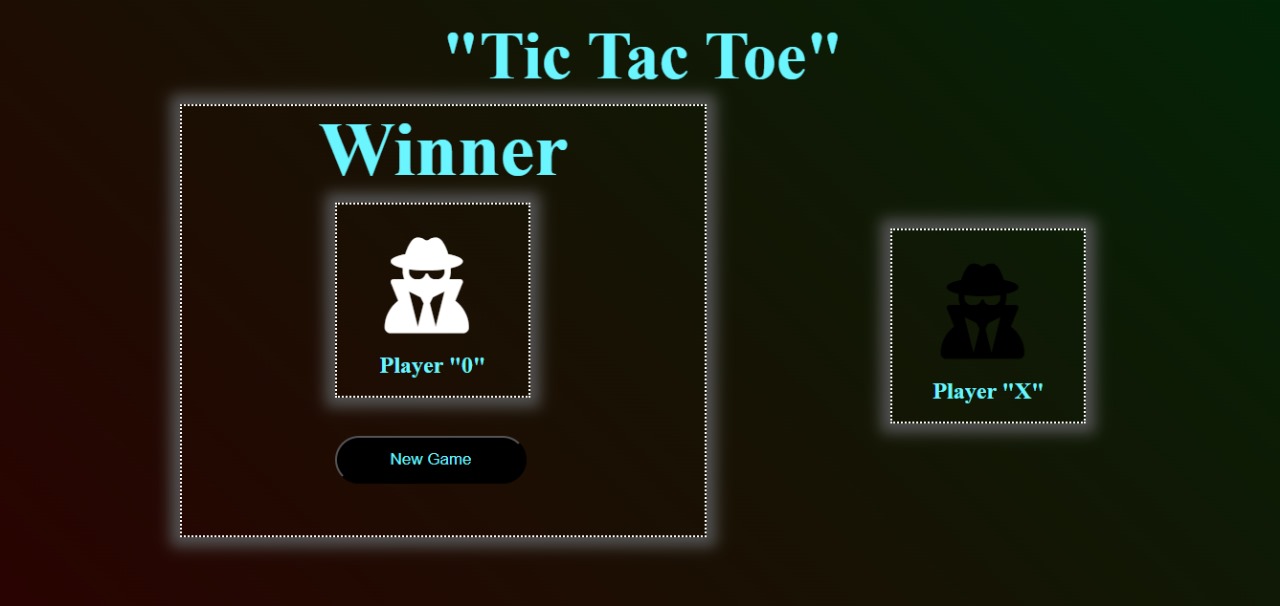 "Tic Tac Toe"
Winner
Player "0"
New Game
Player "X"